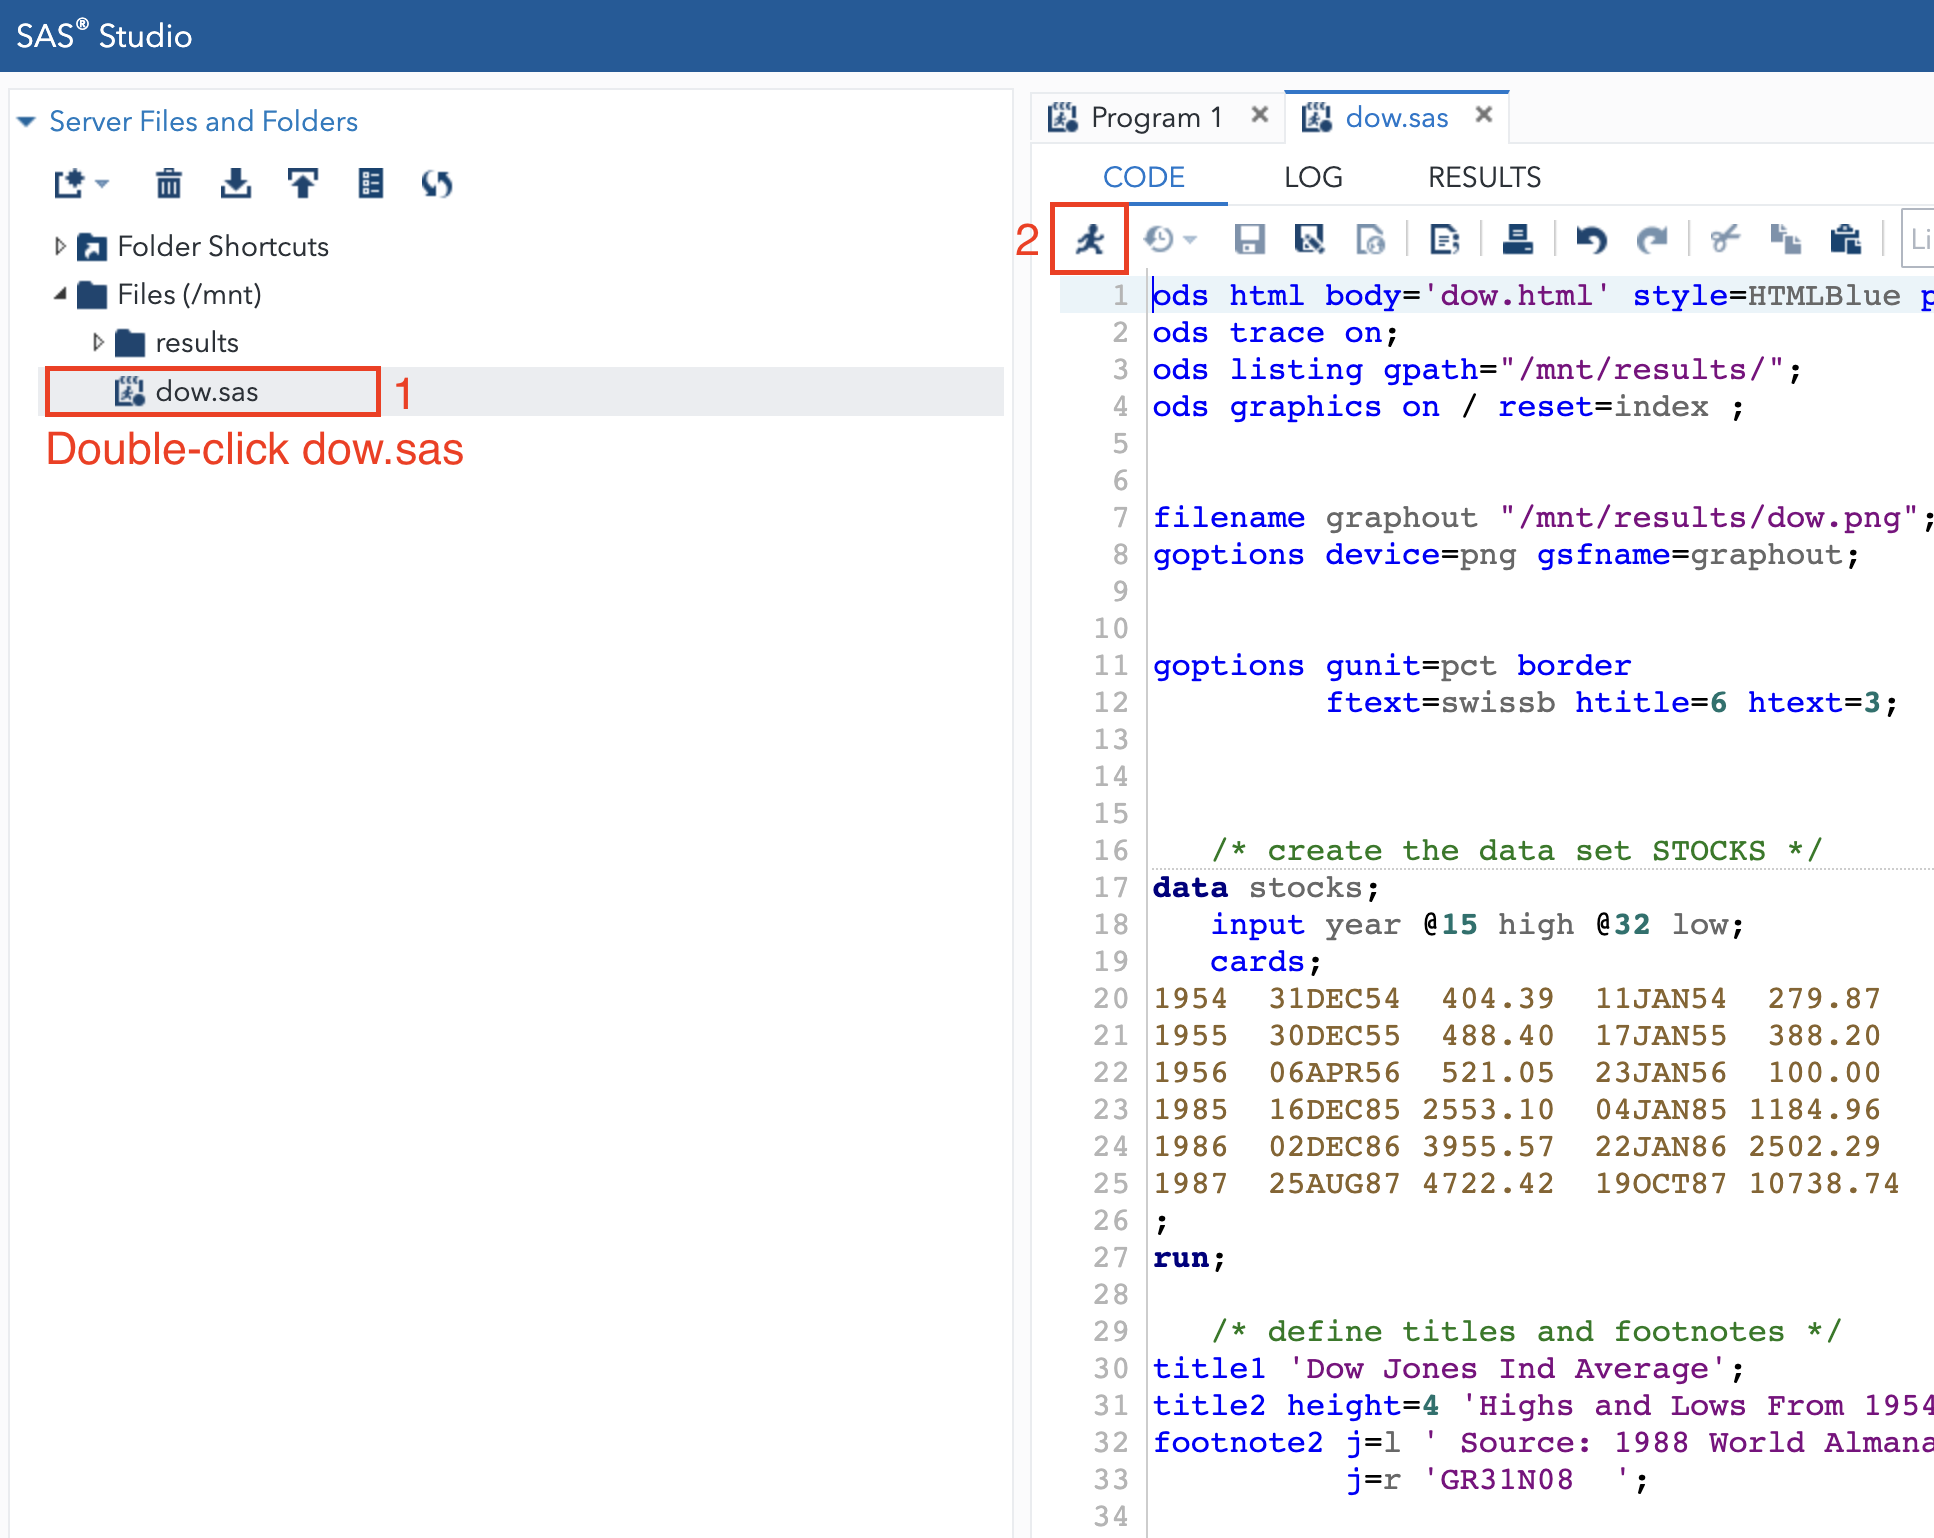 SAS® Studio
Server Files and Folders
Folder Shortcuts
Files (/mnt)
results
dow.sas 1
Double-click dow.sas
Program 1
dow.sas
CODE LOG RESULTS
2
Li
1 ods html body='dow.html' style=HTMLBlue p
2 ods trace on;
3 ods listing gpath="/mnt/results/";
4 ods graphics on / reset=index ;
5
6
7 filename graphout "/mnt/results/dow.png";
8 goptions device=png gsfname=graphout;
9
10
11 goptions gunit=pct border
12 ftext=swissb htitle=6 htext=3;
13
14
15
16 /* create the data set STOCKS */
17 data stocks;
18 input year @15 high @32 low;
19 cards;
20 1954 31DEC54 404.39 11JAN54 279.87
21 1955 30DEC55 488.40 17JAN55 388.20
22 1956 06APR56 521.05 23JAN56 100.00
23 1985 16DEC85 2553.10 04JAN85 1184.96
24 1986 02DEC86 3955.57 22JAN86 2502.29
25 1987 25AUG87 4722.42 19OCT87 10738.74
26 ;
27 run;
28
29 /* define titles and footnotes */
30 title1 'Dow Jones Ind Average';
31 title2 height=4 'Highs and Lows From 1954
32 footnote2 j=l ' Source: 1988 World Almana
33 j=r 'GR31N08 ';
34